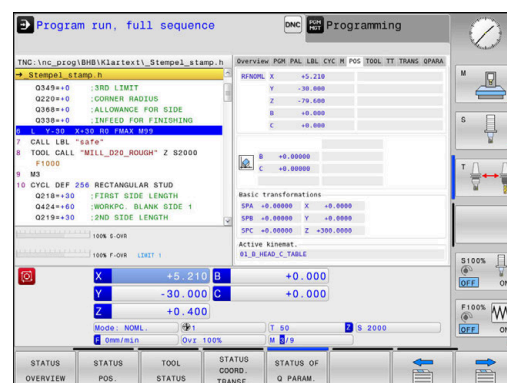 Program run, full sequence
DNC
PGM MGT
Programming
TNC:\nc_prog\BHB\Klartext\_Stempel_stamp.h
→_Stempel_stamp.h
Q349=+0 ;3RD LIMIT
Q220=+0 ;CORNER RADIUS
Q368=+0 ;ALLOWANCE FOR SIDE
Q338=+0 ;INFEED FOR FINISHING
6 L Y-30 X+30 R0 FMAX M99
7 CALL LBL "safe"
8 TOOL CALL "MILL_D20_ROUGH" Z S2000
F1000
9 M3
10 CYCL DEF 256 RECTANGULAR STUD
Q218=+30 ;FIRST SIDE LENGTH
Q424=+60 ;WORKPC. BLANK SIDE 1
Q219=+30 ;2ND SIDE LENGTH
100% S-OVR
100% F-OVR LIMIT 1
Overview PGM PAL LBL CYC M POS TOOL TT TRANS QPARA
RFNOML X +5.210
Y -30.000
Z -79.600
B +0.000
C +0.000
B +0.00000
C +0.00000
Basic transformations
SPA +0.00000 X +0.0000
SPB +0.00000 Y +0.0000
SPC +0.00000 Z +300.0000
Active kinemat.
01_B_HEAD_C_TABLE
X +5.210 B +0.000
Y -30.000 C +0.000
Z +0.400
Mode: NOML. 1 T 50 Z S 2000
F 0mm/min Ovr 100% M 5/9
M
S
T
S100%
OFF ON
F100%
OFF ON
STATUS OVERVIEW
STATUS POS.
TOOL STATUS
STATUS COORD. TRANSF.
STATUS OF Q PARAM.